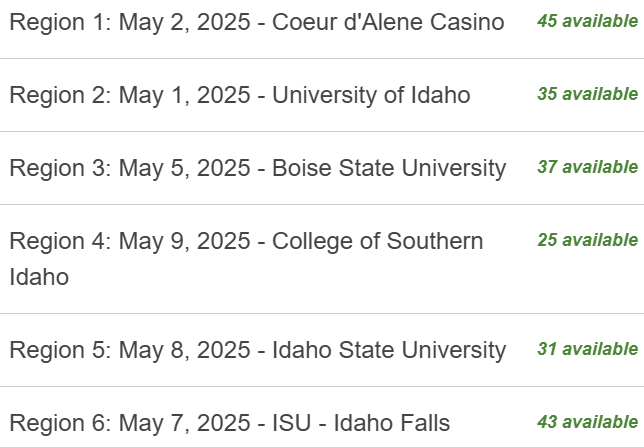 Region 1: May 2, 2025 - Coeur d'Alene Casino 45 available
Region 2: May 1, 2025 - University of Idaho 35 available
Region 3: May 5, 2025 - Boise State University 37 available
Region 4: May 9, 2025 - College of Southern 25 available
Idaho
Region 5: May 8, 2025 - Idaho State University 31 available
Region 6: May 7, 2025 - ISU - Idaho Falls 43 available